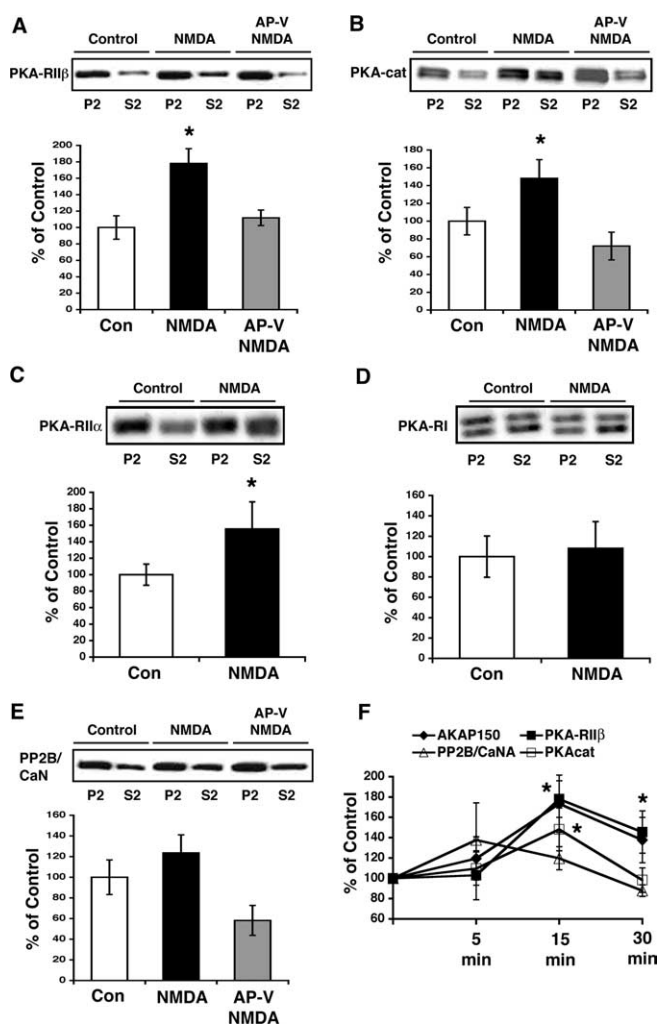 A
Control NMDA AP-V
NMDA
PKA-RIIβ
P2 S2 P2 S2 P2 S2
% of Control
200
180
160
140
120
100
80
60
40
20
0
*
Con NMDA AP-V
NMDA
B
Control NMDA AP-V
NMDA
PKA-cat
P2 S2 P2 S2 P2 S2
% of Control
180
160
140
120
100
80
60
40
20
0
*
Con NMDA AP-V
NMDA
C
Control NMDA
PKA-RIIα
P2 S2 P2 S2
% of Control
200
180
160
140
120
100
80
60
40
20
0
*
Con NMDA
D
Control NMDA
PKA-RI
P2 S2 P2 S2
% of Control
160
140
120
100
80
60
40
20
0
Con NMDA
E
Control NMDA AP-V
NMDA
PP2B/
CaN
P2 S2 P2 S2 P2 S2
% of Control
160
140
120
100
80
60
40
20
0
Con NMDA AP-V
NMDA
F
AKAP150 PKA-RIIβ
PP2B/CaNA PKAcat
% of Control
200
180
160
140
120
100
80
60
* * *
5 15 30
min min min